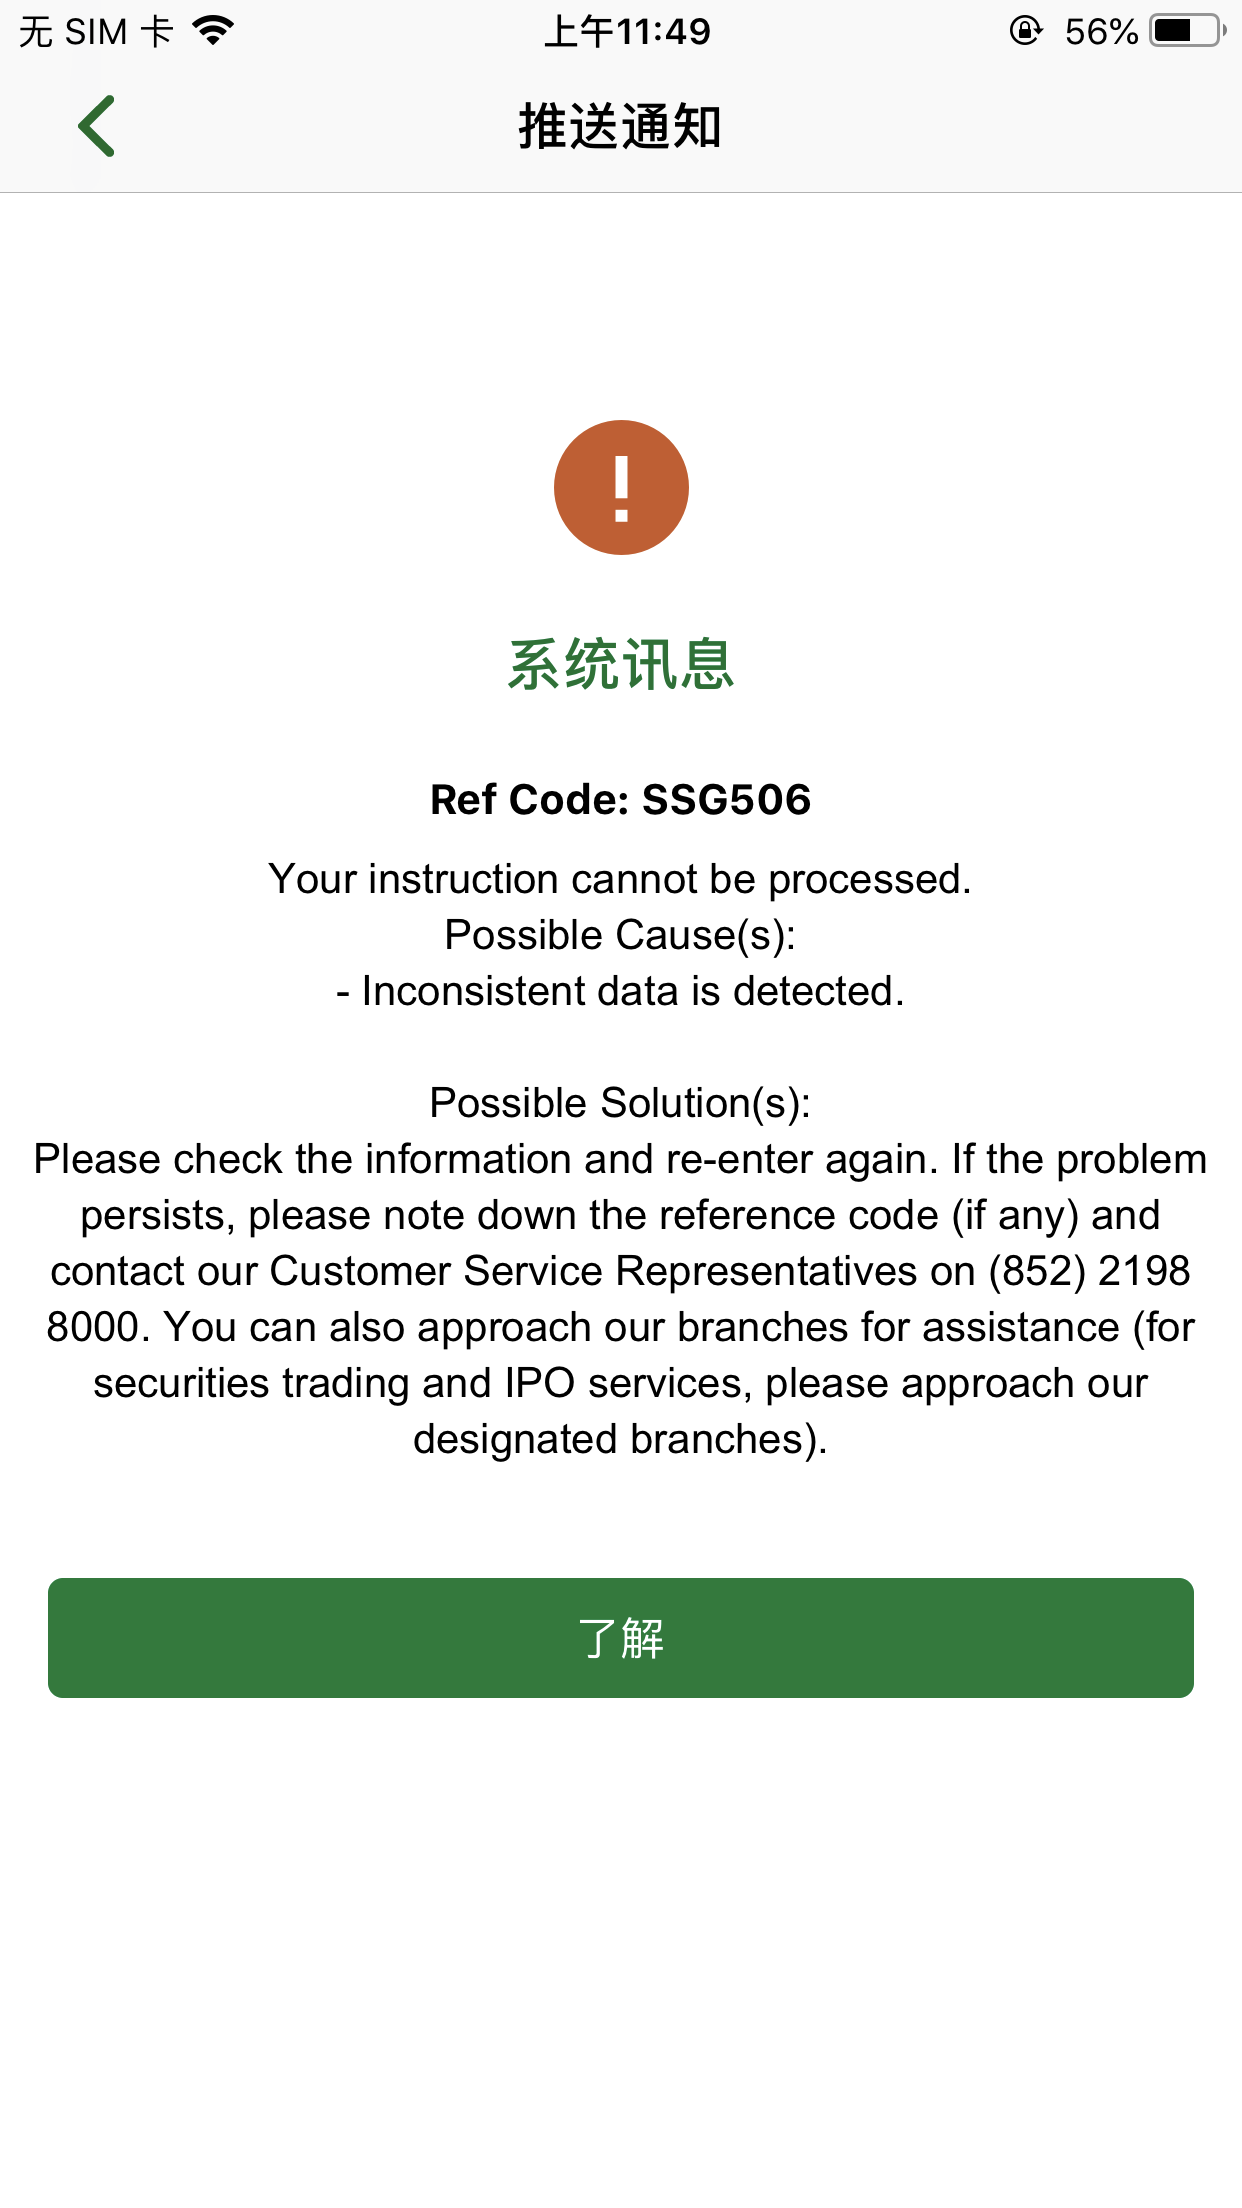 无 SIM 卡
上午11:49
56%
推送通知
系统讯息
Ref Code: SSG506
Your instruction cannot be processed.
Possible Cause(s):
- Inconsistent data is detected.
Possible Solution(s):
Please check the information and re-enter again. If the problem
persists, please note down the reference code (if any) and
contact our Customer Service Representatives on (852) 2198
8000. You can also approach our branches for assistance (for
securities trading and IPO services, please approach our
designated branches).
了解